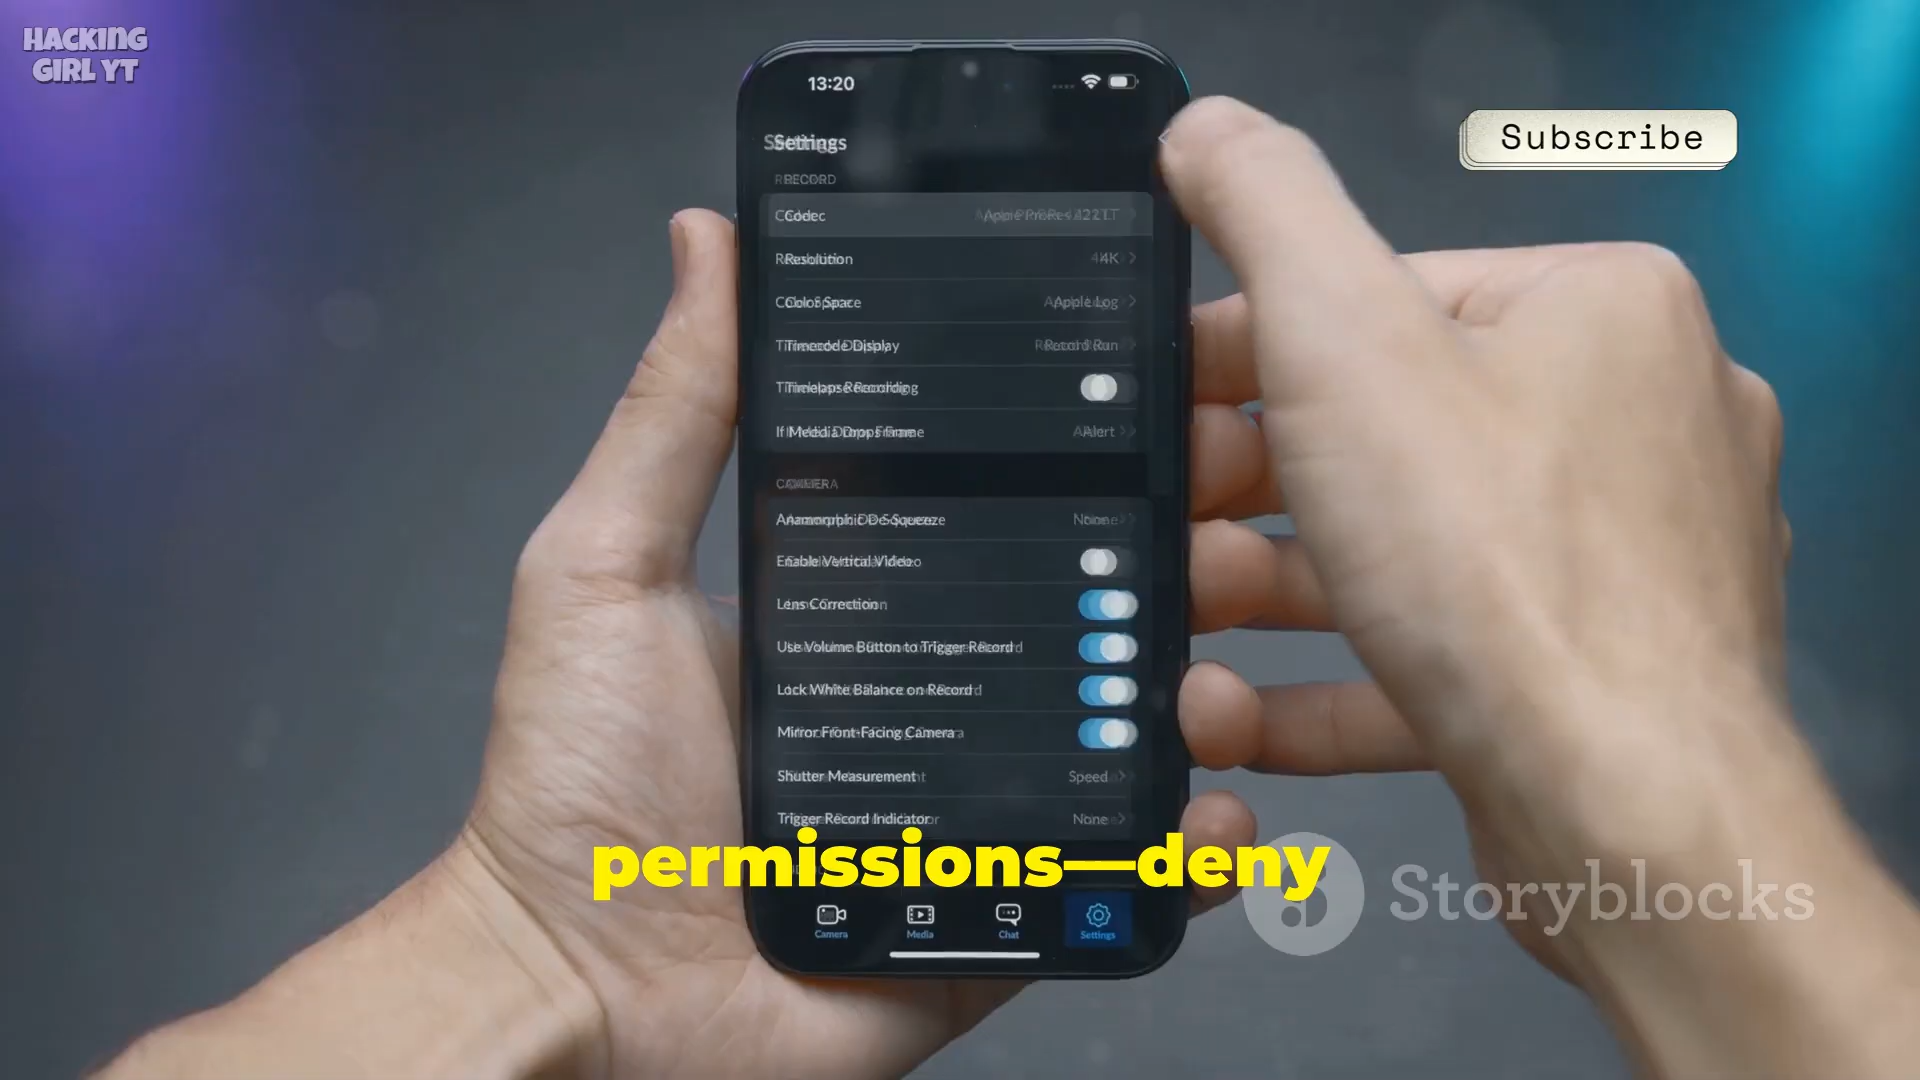 HACKING
GIRL YT
13:20
Subscribe
Settings
RECORD
Codec
Resolution 4K
Color Space Apple Log
Timecode Display Record Run
Timelapse Recording
If Media Drops Frame Alert
CAMERA
Anamorphic De-Squeeze None
Enable Vertical Video
Lens Correction
Use Volume Button to Trigger Record
Lock White Balance on Record
Mirror Front-Facing Camera
Shutter Measurement Speed
Trigger Record Indicator None
permissions—deny
Storyblocks
Camera Media Chat Settings